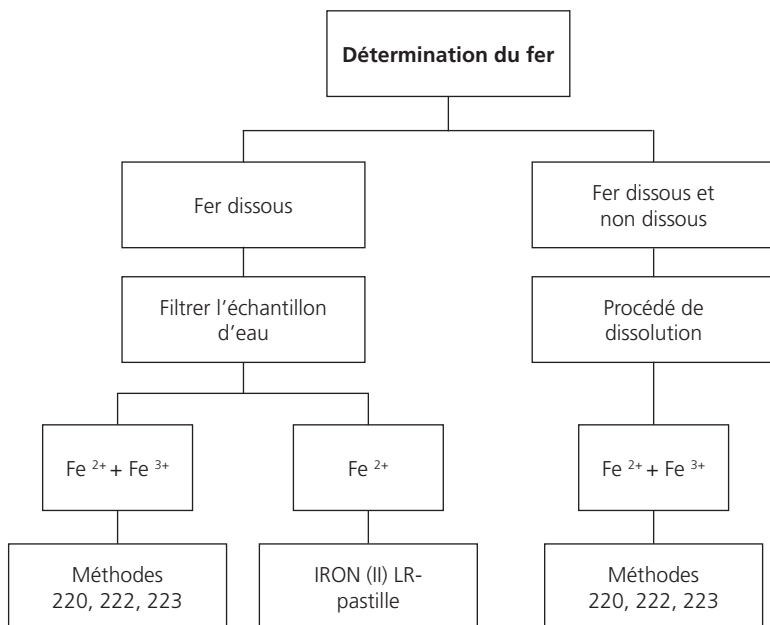 Détermination du fer
Fer dissous
Fer dissous et
non dissous
Filtrer l’échantillon
d'eau
Procédé de
dissolution
Fe 2+ + Fe 3+
Fe 2+
Fe 2+ + Fe 3+
Méthodes
220, 222, 223
IRON (II) LR-
pastille
Méthodes
220, 222, 223